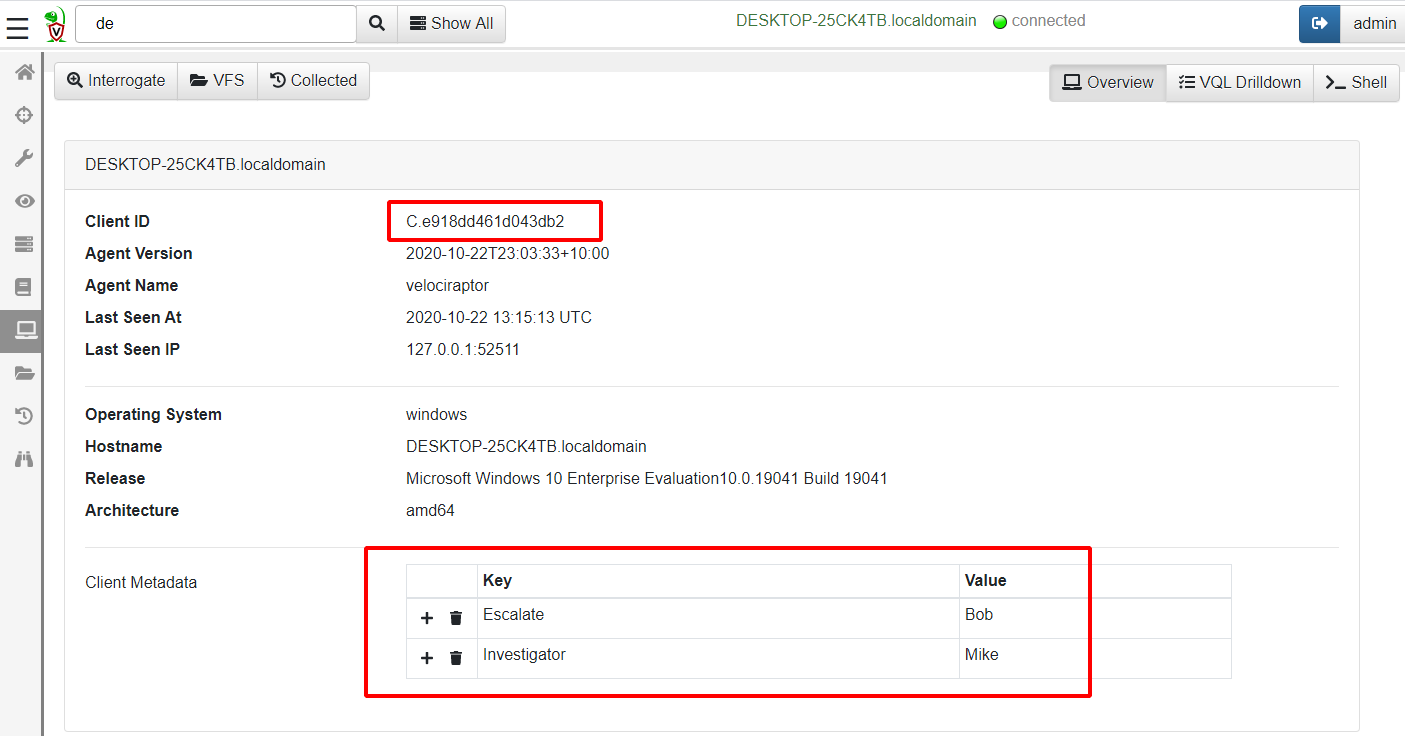 de Show All DESKTOP-25CK4TB.localdomain connected admin
Interrogate VFS Collected Overview VQL Drilldown Shell
DESKTOP-25CK4TB.localdomain
Client ID C.e918dd461d043db2
Agent Version 2020-10-22T23:03:33+10:00
Agent Name velociraptor
Last Seen At 2020-10-22 13:15:13 UTC
Last Seen IP 127.0.0.1:52511
Operating System windows
Hostname DESKTOP-25CK4TB.localdomain
Release Microsoft Windows 10 Enterprise Evaluation10.0.19041 Build 19041
Architecture amd64
Client Metadata Key Value
Escalate Bob
Investigator Mike